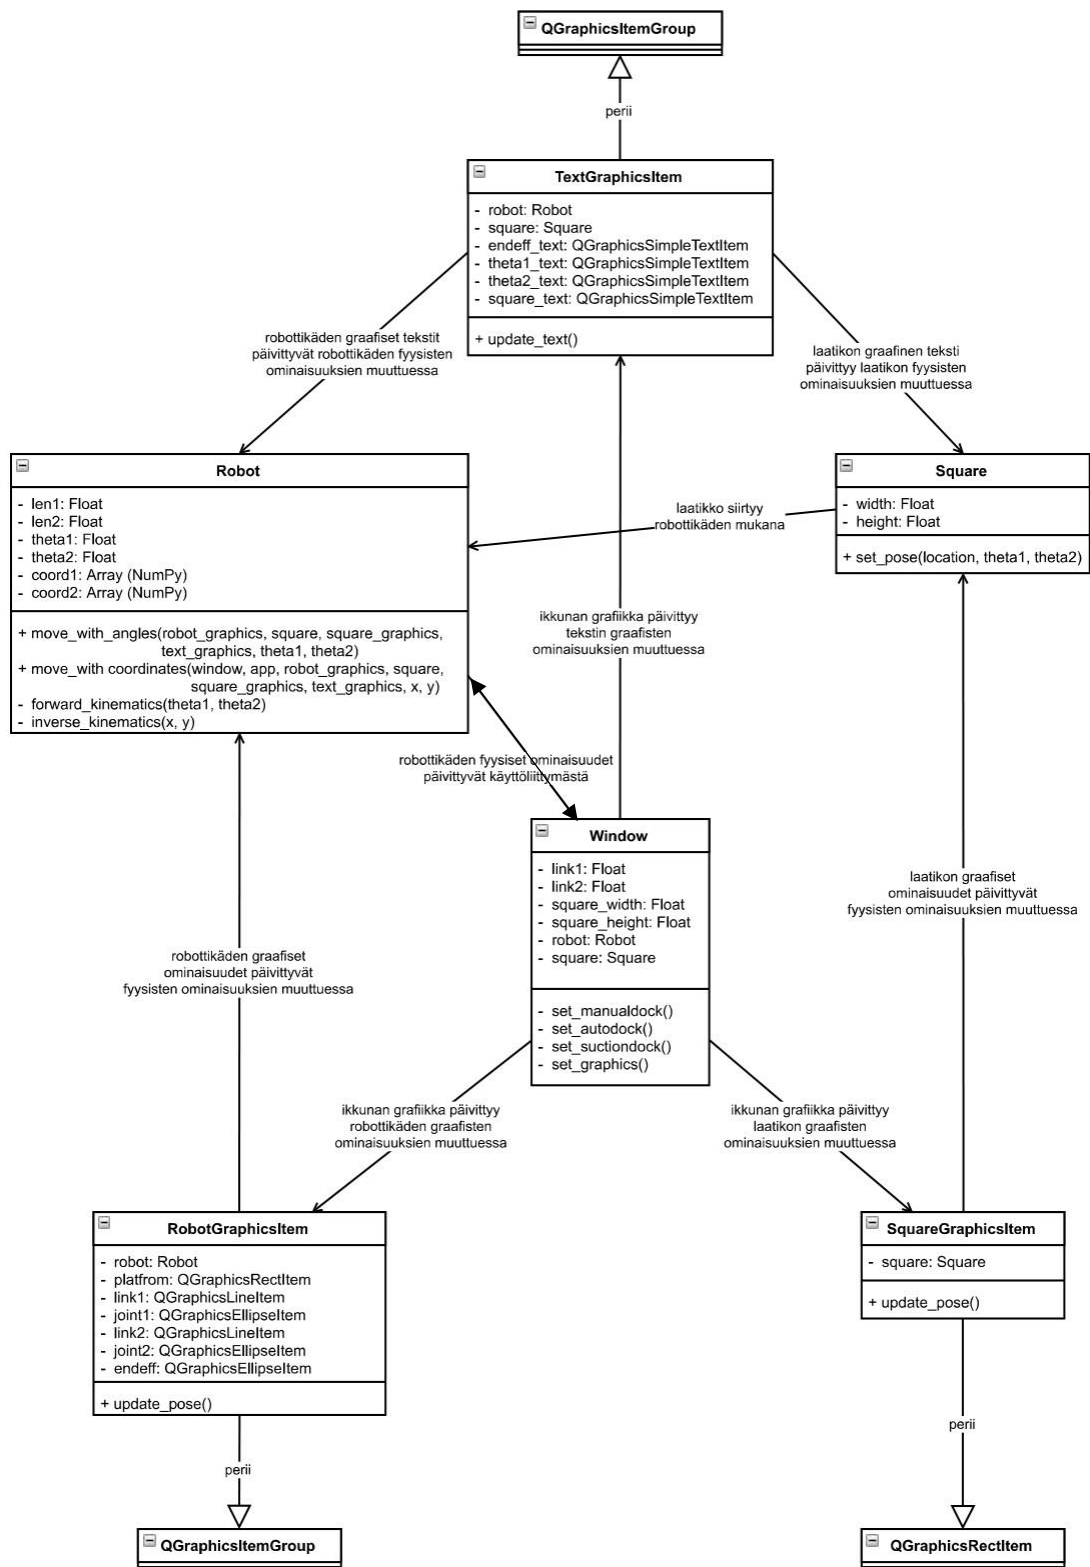 QGraphicsItemGroup
perii
TextGraphicsItem
- robot: Robot
- square: Square
- endeff_text: QGraphicsSimpleTextItem
- theta1_text: QGraphicsSimpleTextItem
- theta2_text: QGraphicsSimpleTextItem
- square_text: QGraphicsSimpleTextItem
+ update_text()
robottikäden graafiset tekstit
päivittyvät robottikäden fyysisten
ominaisuuksien muuttuessa
laatikon graafinen teksti
päivittyy laatikon fyysisten
ominaisuuksien muuttuessa
Robot
- len1: Float
- len2: Float
- theta1: Float
- theta2: Float
- coord1: Array (NumPy)
- coord2: Array (NumPy)
+ move_with_angles(robot_graphics, square, square_graphics,
text_graphics, theta1, theta2)
+ move_with coordinates(window, app, robot_graphics, square,
square_graphics, text_graphics, x, y)
- forward_kinematics(theta1, theta2)
- inverse_kinematics(x, y)
laatikko siirtyy
robottikäden mukana
Square
- width: Float
- height: Float
+ set_pose(location, theta1, theta2)
ikkunan grafiikka päivittyy
tekstin graafisten
ominaisuuksien muuttuessa
robottikäden fyysiset ominaisuudet
päivittyvät käyttöliittymästä
Window
- link1: Float
- link2: Float
- square_width: Float
- square_height: Float
- robot: Robot
- square: Square
- set_manualdock()
- set_autodock()
- set_suctiondock()
- set_graphics()
laatikon graafiset
ominaisuudet päivittyvät
fyysisten ominaisuuksien muuttuessa
robottikäden graafiset
ominaisuudet päivittyvät
fyysisten ominaisuuksien muuttuessa
ikkunan grafiikka päivittyy
robottikäden graafisten
ominaisuuksien muuttuessa
ikkunan grafiikka päivittyy
laatikon graafisten
ominaisuuksien muuttuessa
RobotGraphicsItem
- robot: Robot
- platfrom: QGraphicsRectItem
- link1: QGraphicsLineItem
- joint1: QGraphicsEllipseItem
- link2: QGraphicsLineItem
- joint2: QGraphicsEllipseItem
- endeff: QGraphicsEllipseItem
+ update_pose()
SquareGraphicsItem
- square: Square
+ update_pose()
perii
perii
QGraphicsItemGroup
QGraphicsRectItem